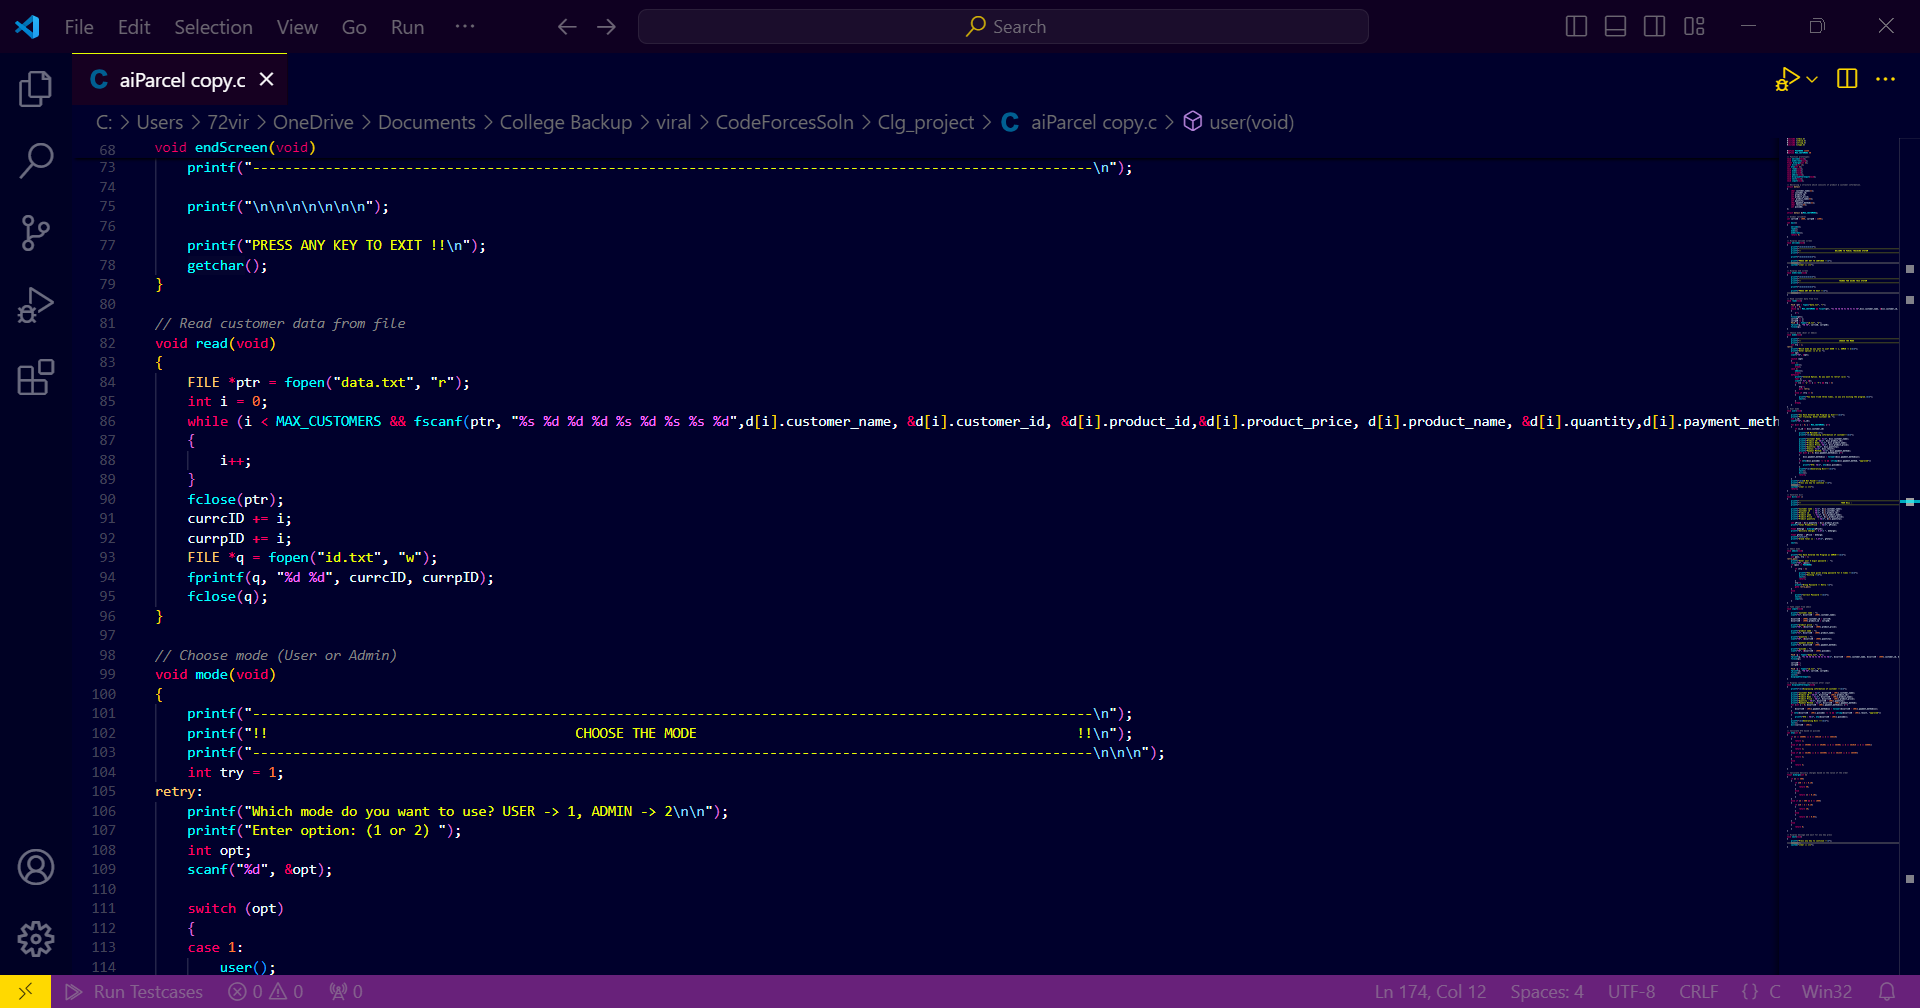 File Edit Selection View Go Run ··· Search
aiParcel copy.c
C: > Users > 72vir > OneDrive > Documents > College Backup > viral > CodeForcesSoln > Clg_project > C aiParcel copy.c > user(void)
68 void endScreen(void)
73 printf("--------------------------------------------------------------------------------------------------------\n");
74
75 printf("\n\n\n\n\n\n\n");
76
77 printf("PRESS ANY KEY TO EXIT !!\n");
78 getchar();
79 }
80
81 // Read customer data from file
82 void read(void)
83 {
84 FILE *ptr = fopen("data.txt", "r");
85 int i = 0;
86 while (i < MAX_CUSTOMERS && fscanf(ptr, "%s %d %d %d %s %d %s %s %d",d[i].customer_name, &d[i].customer_id, &d[i].product_id,&d[i].product_price, d[i].product_name, &d[i].quantity,d[i].payment_meth
87 {
88 i++;
89 }
90 fclose(ptr);
91 currcID += i;
92 currpID += i;
93 FILE *q = fopen("id.txt", "w");
94 fprintf(q, "%d %d", currcID, currpID);
95 fclose(q);
96 }
97
98 // Choose mode (User or Admin)
99 void mode(void)
100 {
101 printf("--------------------------------------------------------------------------------------------------------\n");
102 printf("!! CHOOSE THE MODE !!\n");
103 printf("--------------------------------------------------------------------------------------------------------\n\n\n");
104 int try = 1;
105 retry:
106 printf("Which mode do you want to use? USER -> 1, ADMIN -> 2\n\n");
107 printf("Enter option: (1 or 2) ");
108 int opt;
109 scanf("%d", &opt);
110
111 switch (opt)
112 {
113 case 1:
114 user();
Run Testcases 0 0 0 Ln 174, Col 12 Spaces: 4 UTF-8 CRLF {} C Win32